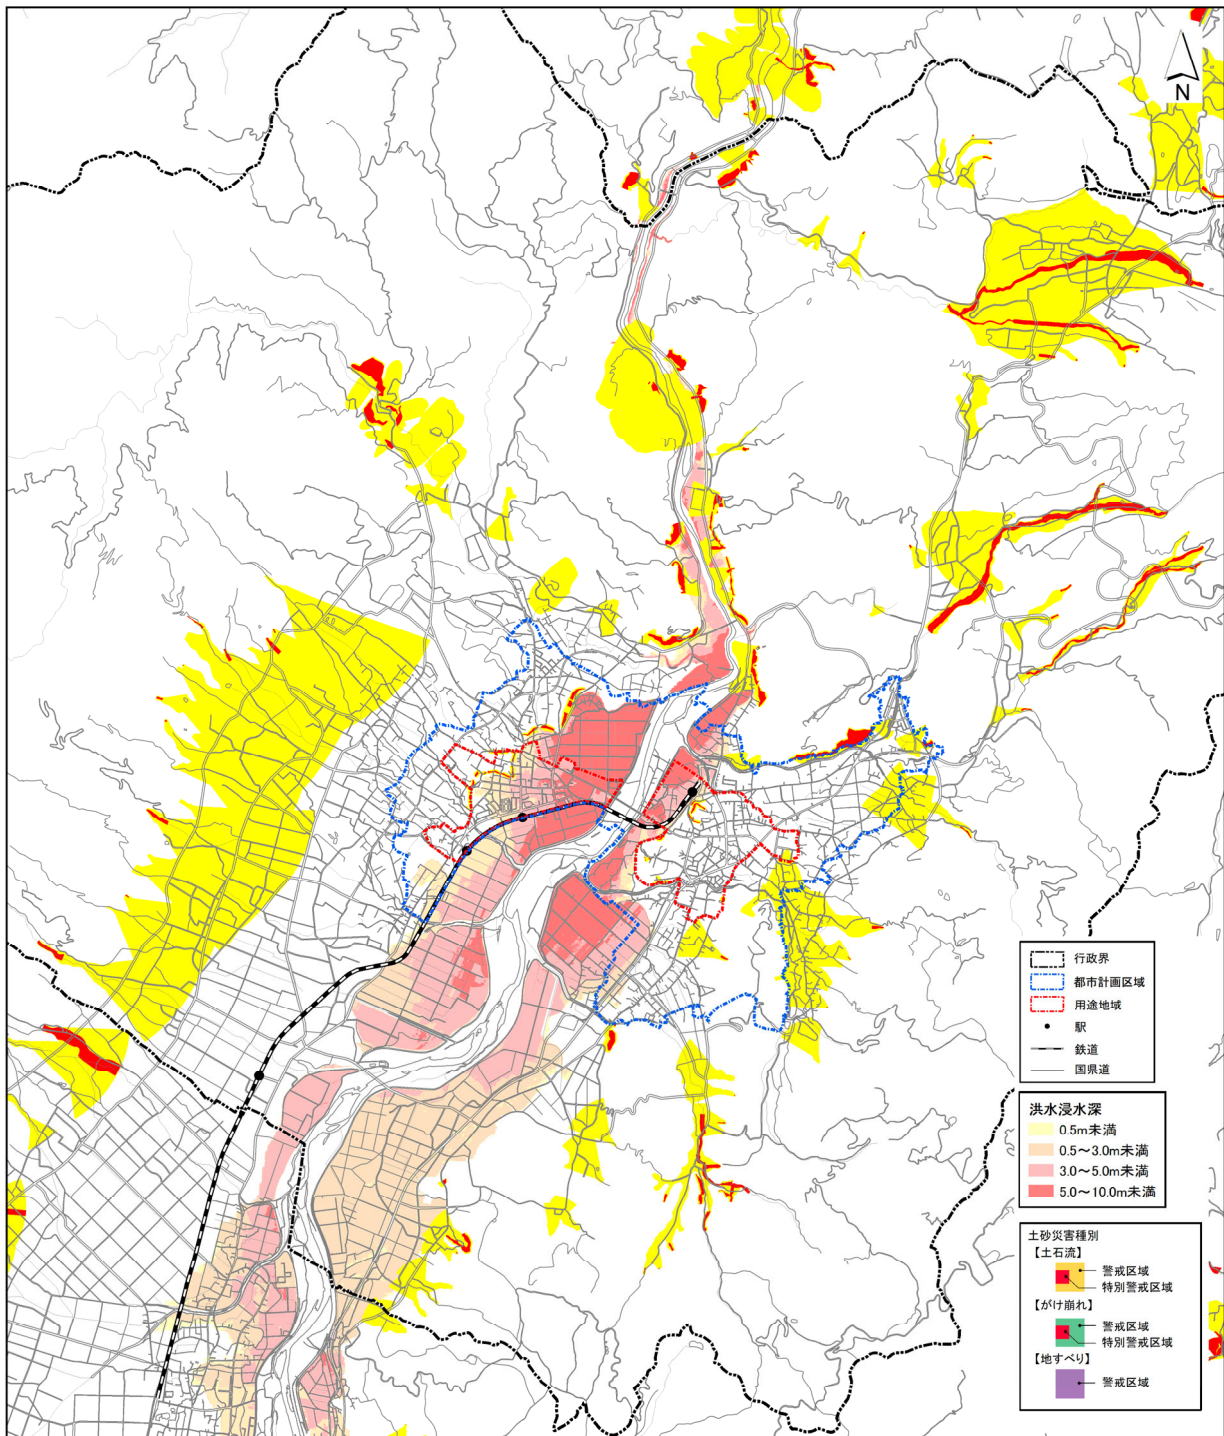 N
行政界
都市計画区域
用途地域
駅
鉄道
国県道
洪水浸水深
0.5m未満
0.5～3.0m未満
3.0～5.0m未満
5.0～10.0m未満
土砂災害種別
【土石流】
警戒区域
特別警戒区域
【がけ崩れ】
警戒区域
特別警戒区域
【地すべり】
警戒区域